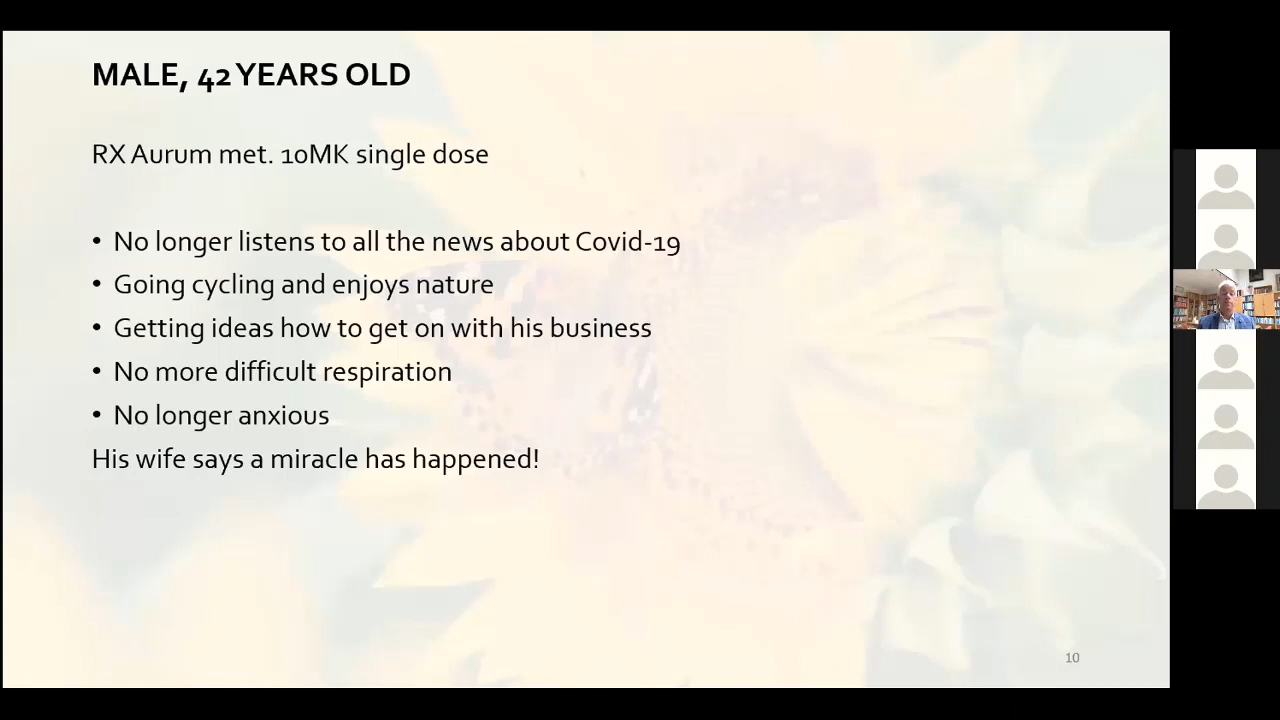 MALE, 42 YEARS OLD
RX Aurum met. 10MK single dose
• No longer listens to all the news about Covid-19
• Going cycling and enjoys nature
• Getting ideas how to get on with his business
• No more difficult respiration
• No longer anxious
His wife says a miracle has happened!
10